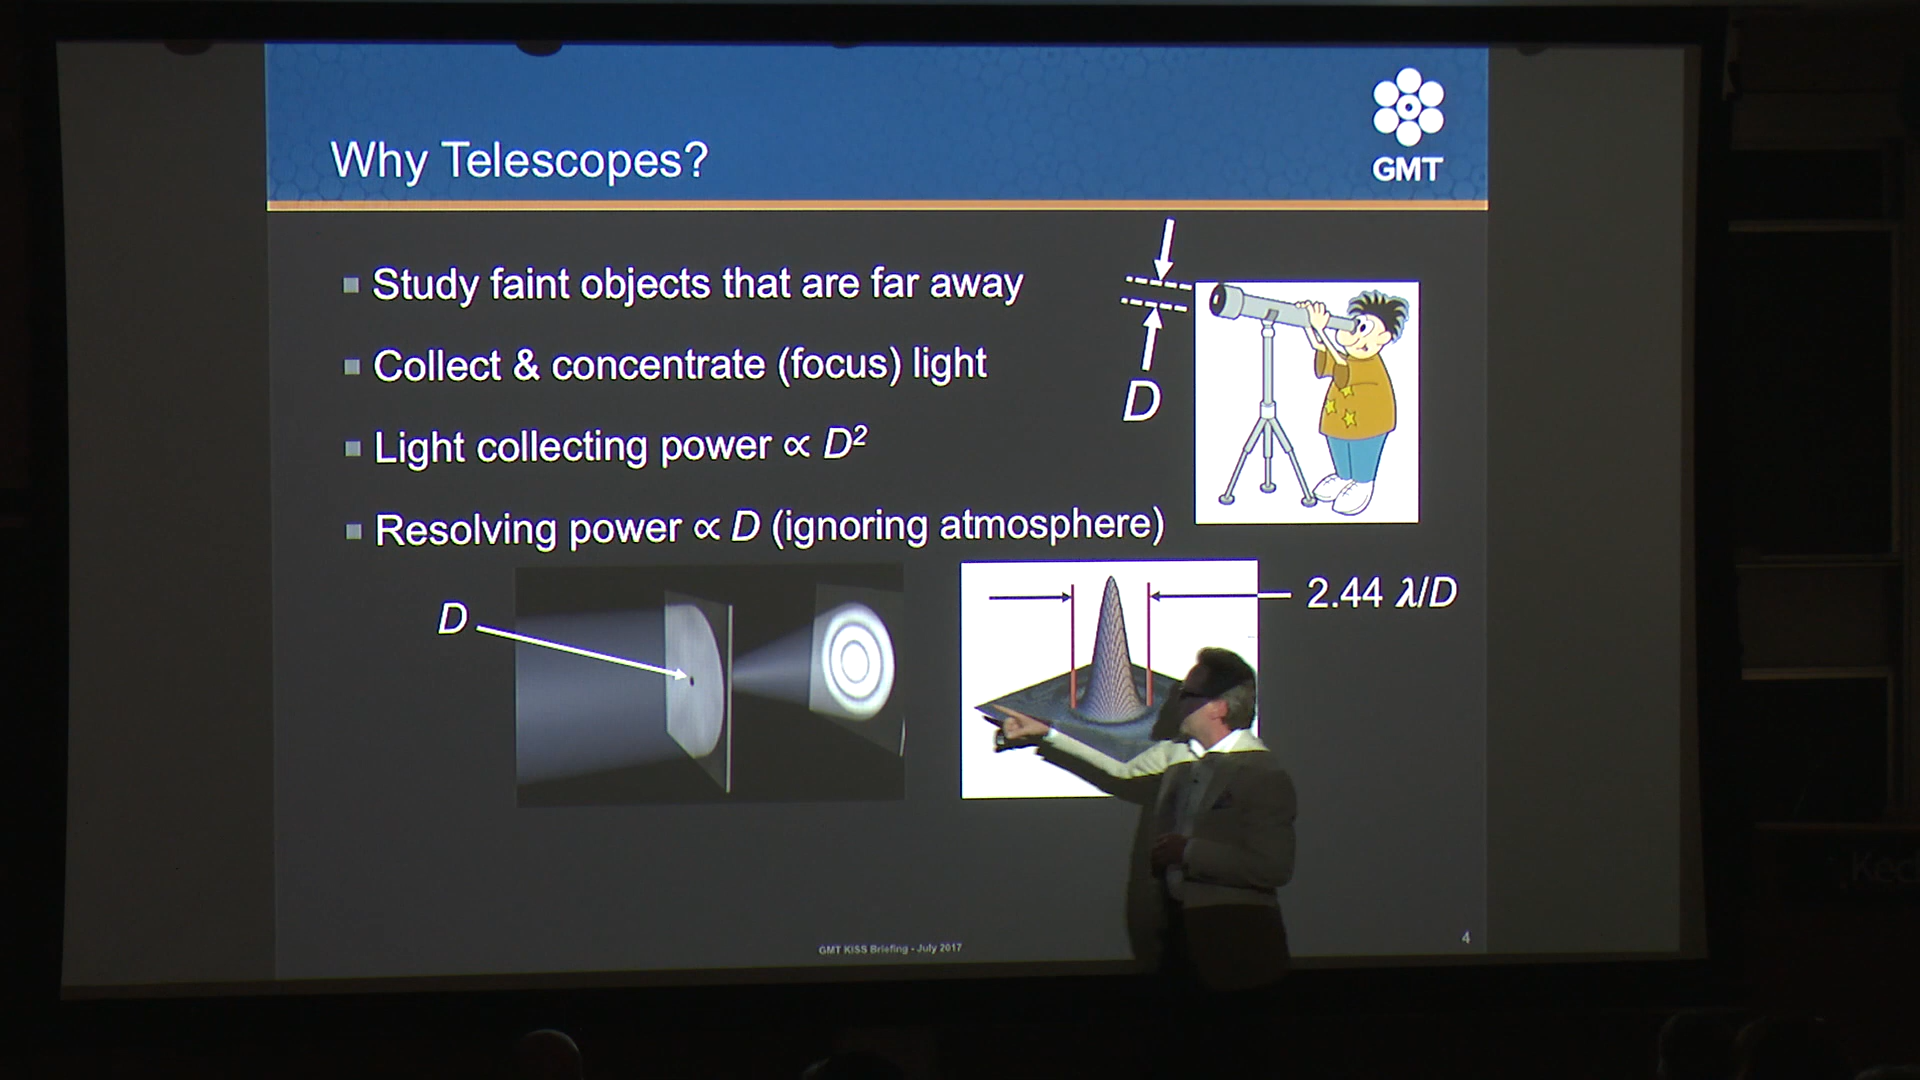 Why Telescopes?
GMT
Study faint objects that are far away
Collect & concentrate (focus) light
Light collecting power ∝ D²
Resolving power ∝ D (ignoring atmosphere)
D
D
2.44 λ/D
GMT KISS Briefing - July 2017
4